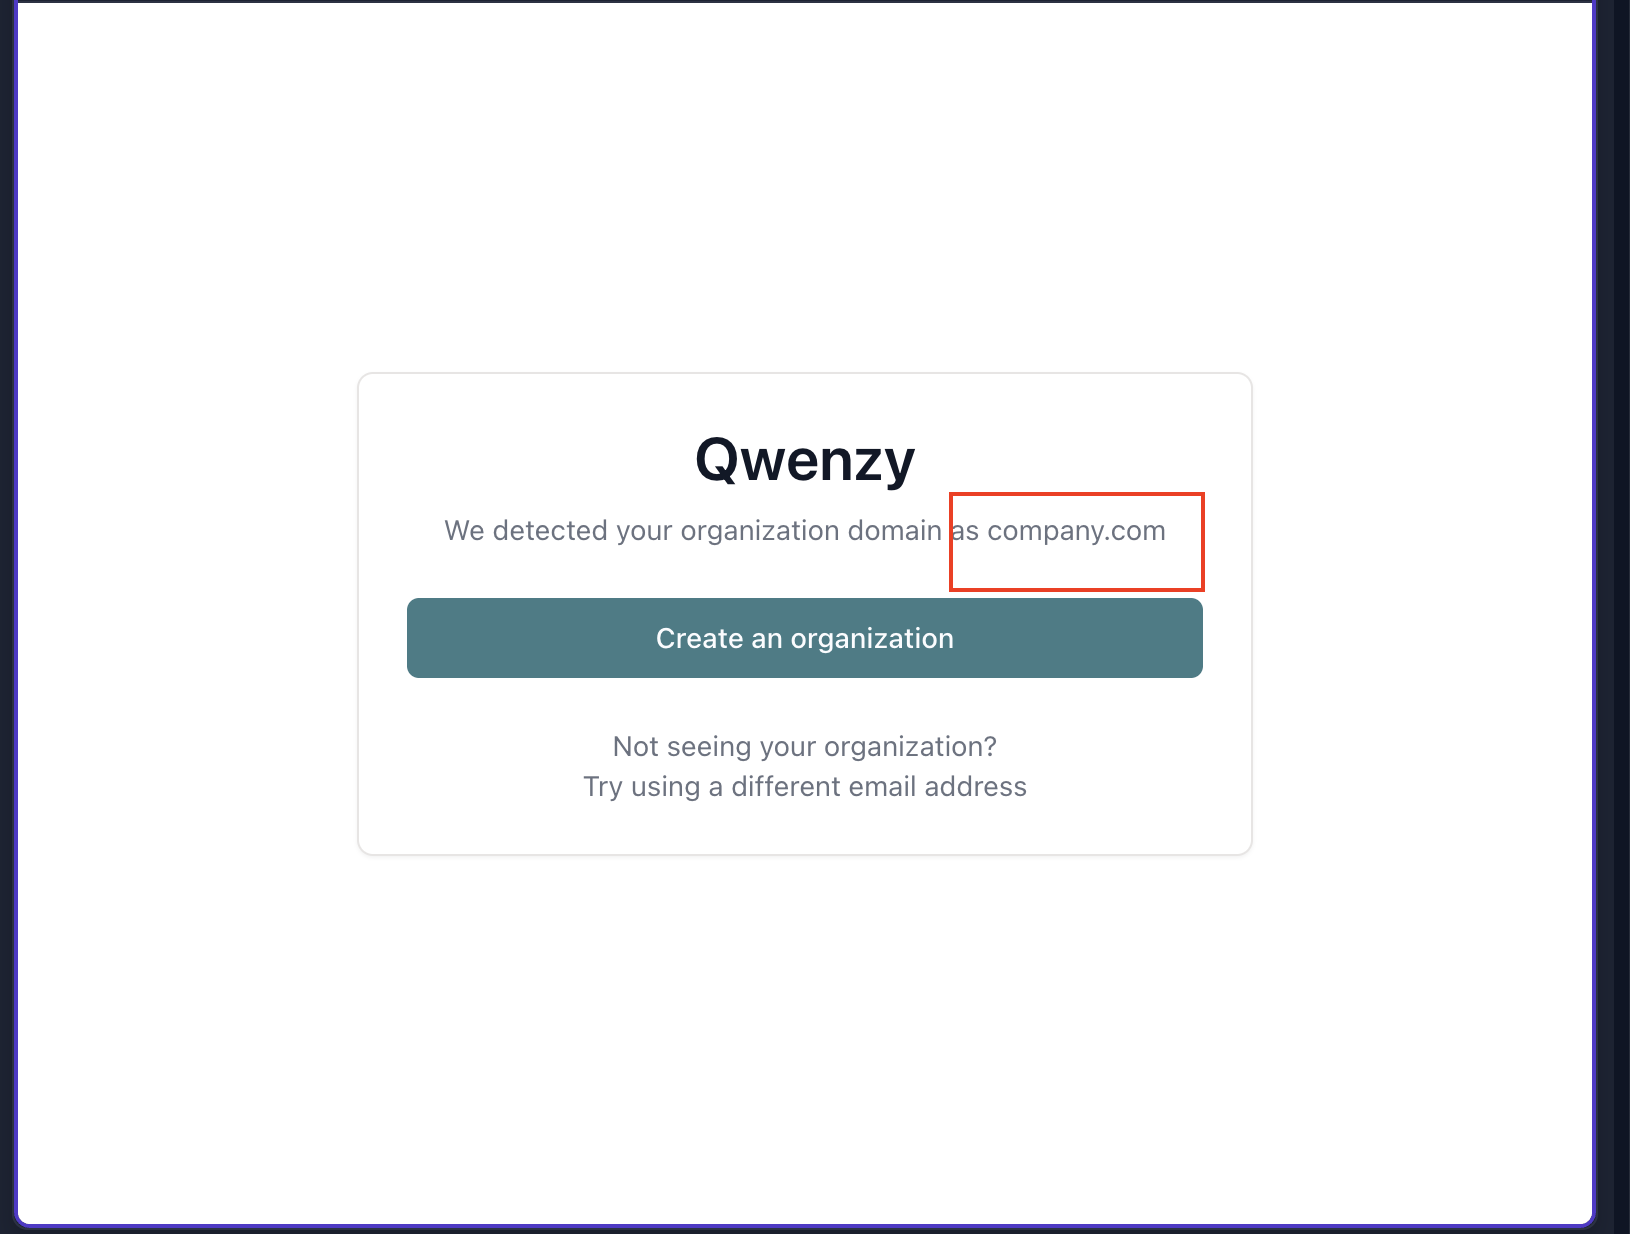 Qwenzy
We detected your organization domain as company.com
Create an organization
Not seeing your organization?
Try using a different email address